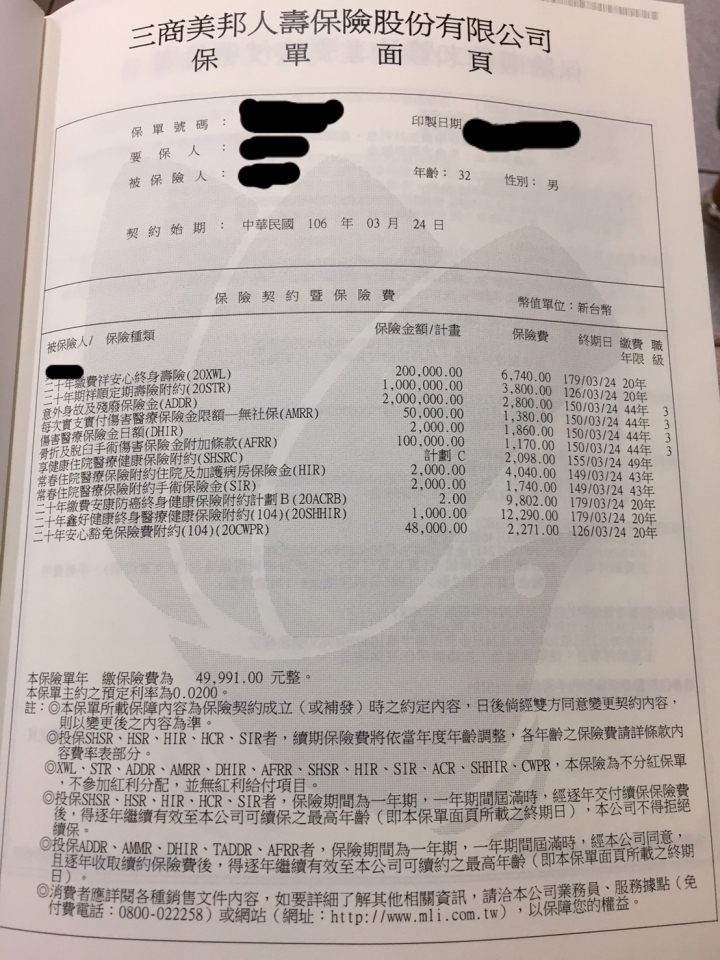 三商美邦人壽保險股份有限公司
保單面頁
保單號碼：
印製日期
要保人：
被保險人：
年齡：32 性別：男
契約始期：中華民國 106 年 03 月 24 日
保險契約暨保險費
幣值單位：新台幣
被保險人/ 保險種類 保險金額/計畫 保險費 終期日 繳費年限 職級
二十年繳費祥安心終身壽險(20XWL) 200,000.00 6,740.00 179/03/24 20年
二十年期祥順定期壽險附約(20STR) 1,000,000.00 3,800.00 126/03/24 20年
意外身故及殘廢保險金(ADDR) 2,000,000.00 2,800.00 150/03/24 44年 3
每次實支實付傷害醫療保險金限額—無社保(AMRR) 50,000.00 1,380.00 150/03/24 44年 3
傷害醫療保險金日額(DHIR) 2,000.00 1,860.00 150/03/24 44年 3
骨折及脫臼手術傷害保險金附加條款(AFRR) 100,000.00 1,170.00 150/03/24 44年 3
享健康住院醫療健康保險附約(SHSRC) 計劃 C 2,098.00 155/03/24 49年
常春住院醫療保險附約住院及加護病房保險金(HIR) 2,000.00 4,040.00 149/03/24 43年
常春住院醫療保險附約手術保險金(SIR) 2,000.00 1,740.00 149/03/24 43年
二十年繳費安康防癌終身健康保險附約計劃Ｂ(20ACRB) 2.00 9,802.00 179/03/24 20年
二十年鑫好健康終身醫療健康保險附約(104)(20SHHIR) 1,000.00 12,290.00 179/03/24 20年
二十年安心豁免保險費附約(104)(20CWPR) 48,000.00 2,271.00 126/03/24 20年
本保險單年 繳保險費為 49,991.00 元整。
本保單主約之預定利率為0.0200。
註：◎本保單所載保障內容為保險契約成立（或補發）時之約定內容，日後倘經雙方同意變更契約內容，
則以變更後之內容為準。
◎投保SHSR、HSR、HIR、HCR、SIR者，續期保險費將依當年度年齡調整，各年齡之保險費請詳條款內
容費率表部分。
◎XWL、STR、ADDR、AMRR、DHIR、AFRR、SHSR、HIR、SIR、ACR、SHHIR、CWPR，本保險為不分紅保單
，不參加紅利分配，並無紅利給付項目。
◎投保SHSR、HSR、HIR、HCR、SIR者，保險期間為一年期，一年期間屆滿時，經逐年交付續保保險費
後，得逐年繼續有效至本公司可續保之最高年齡（即本保單面頁所載之終期日），本公司不得拒絕
續保。
◎投保ADDR、AMMR、DHIR、TADDR、AFRR者，保險期間為一年期，一年期間屆滿時，經本公司同意，
且逐年收取續約保險費後，得逐年繼續有效至本公司可續約之最高年齡（即本保單面頁所載之終期
日）。
◎消費者應詳閱各種銷售文件內容，如要詳細了解其他相關資訊，請洽本公司業務員、服務據點（免
付費電話：0800-022258）或網站（網址：http://www.mli.com.tw），以保障您的權益。